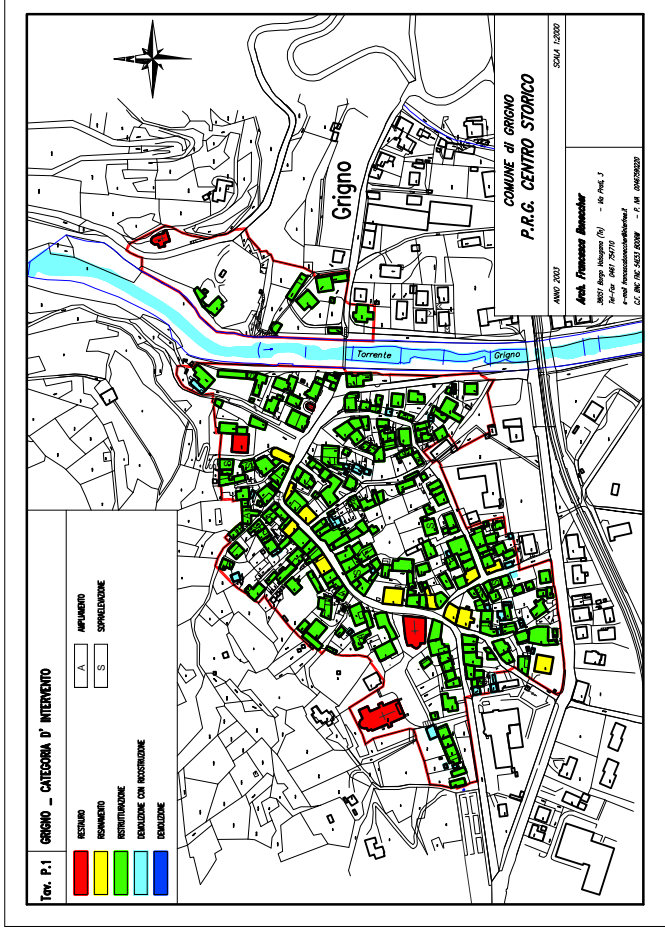 Tav. P.1 GRIGNO _ CATEGORIA D' INTERVENTO
RESTAURO
RISANAMENTO
RISTRUTTURAZIONE
DEMOLIZIONE CON RICOSTRUZIONE
DEMOLIZIONE
A AMPLIAMENTO
S SOPRAELEVAZIONE
Grigno
Torrente Grigno
COMUNE di GRIGNO
P.R.G. CENTRO STORICO
ANNO 2003
SCALA 1:2000
Arch. Francesca
38051 Borgo Valsugana (Tn) - Via Prati, 3
Tel-Fax 0461 754710